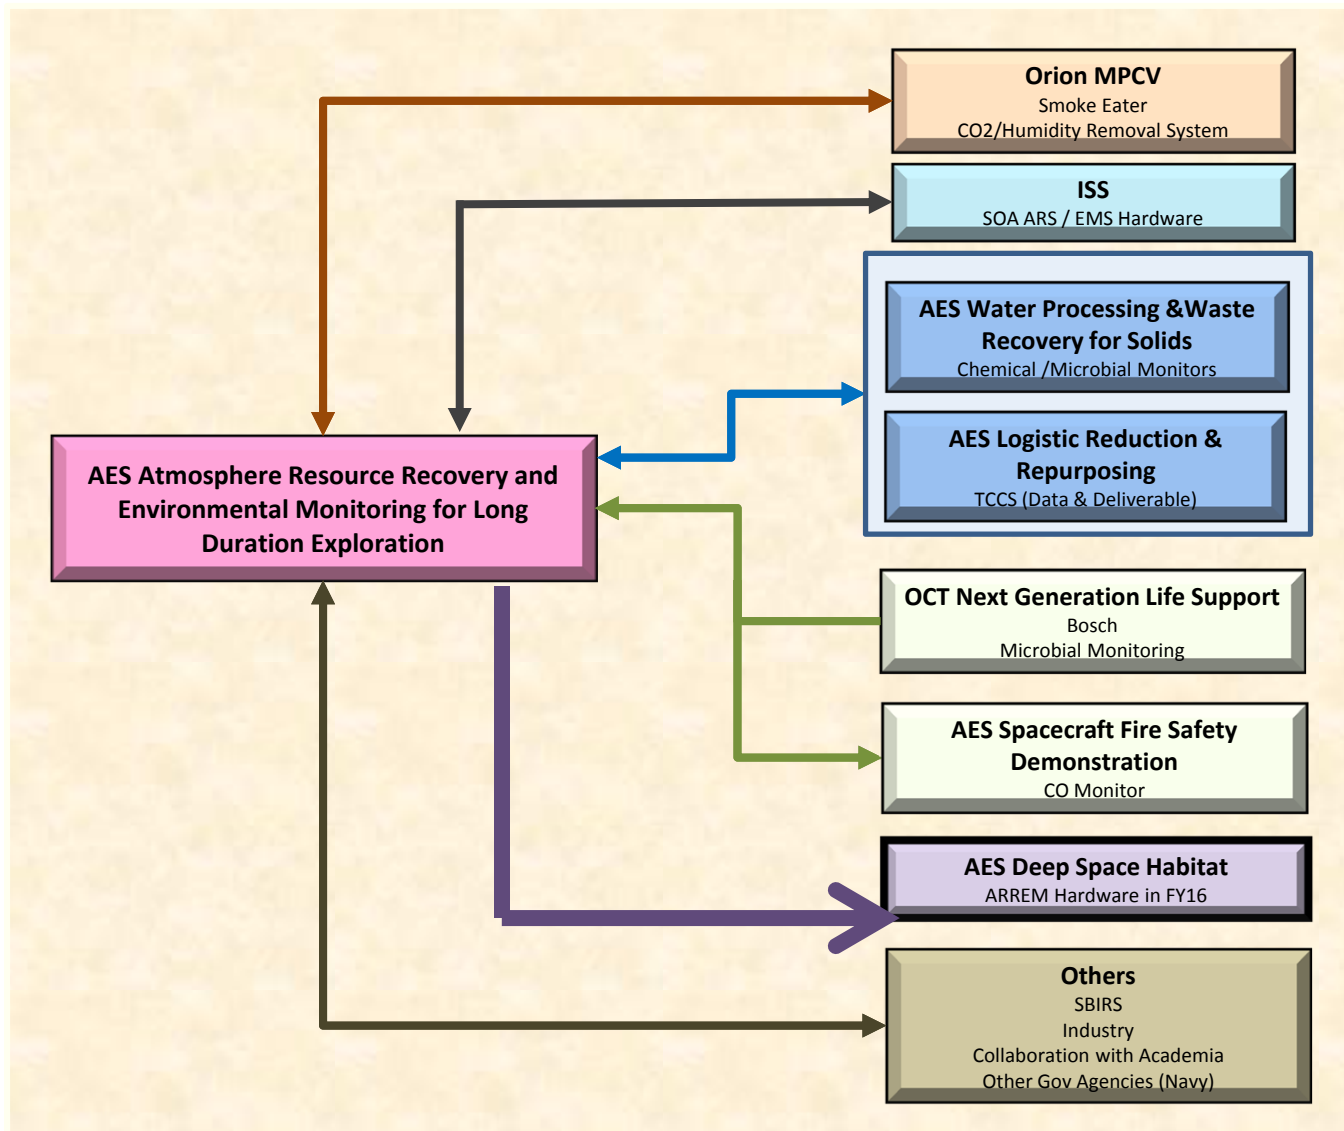 Orion MPCV
Smoke Eater
CO2/Humidity Removal System
ISS
SOA ARS / EMS Hardware
AES Water Processing &Waste
Recovery for Solids
Chemical /Microbial Monitors
AES Logistic Reduction &
Repurposing
TCCS (Data & Deliverable)
AES Atmosphere Resource Recovery and
Environmental Monitoring for Long
Duration Exploration
OCT Next Generation Life Support
Bosch
Microbial Monitoring
AES Spacecraft Fire Safety
Demonstration
CO Monitor
AES Deep Space Habitat
ARREM Hardware in FY16
Others
SBIRS
Industry
Collaboration with Academia
Other Gov Agencies (Navy)